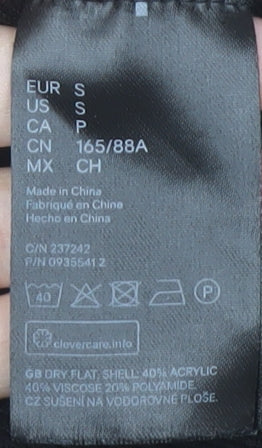 EUR S
US S
CA P
CN 165/88A
MX CH
Made in China
Fabriqué en Chine
Hecho en China
C/N 237242
P/N 0935541 2
40 P
clevercare.info
GB DRY FLAT. SHELL: 40% ACRYLIC
40% VISCOSE 20% POLYAMIDE.
CZ SUŠENÍ NA VODOROVNÉ PLOŠE.